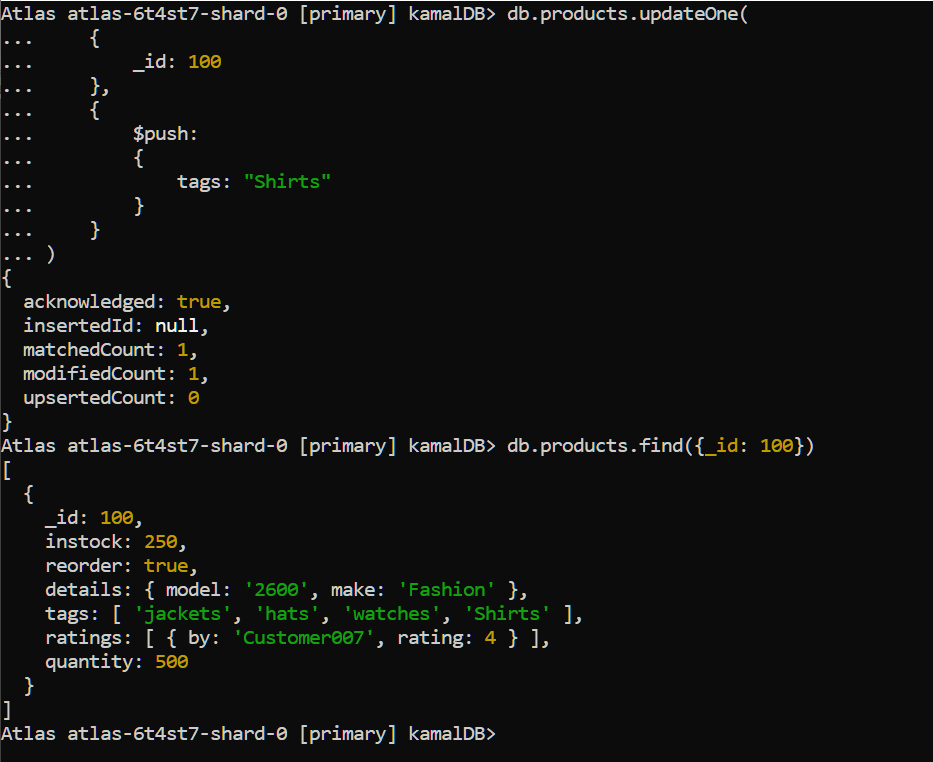 Atlas atlas-6t4st7-shard-0 [primary] kamalDB> db.products.updateOne(
...     {
...         _id: 100
...     },
...     {
...         $push:
...         {
...             tags: "Shirts"
...         }
...     }
... )
{
  acknowledged: true,
  insertedId: null,
  matchedCount: 1,
  modifiedCount: 1,
  upsertedCount: 0
}
Atlas atlas-6t4st7-shard-0 [primary] kamalDB> db.products.find({_id: 100})
[
  {
    _id: 100,
    instock: 250,
    reorder: true,
    details: { model: '2600', make: 'Fashion' },
    tags: [ 'jackets', 'hats', 'watches', 'Shirts' ],
    ratings: [ { by: 'Customer007', rating: 4 } ],
    quantity: 500
  }
]
Atlas atlas-6t4st7-shard-0 [primary] kamalDB>